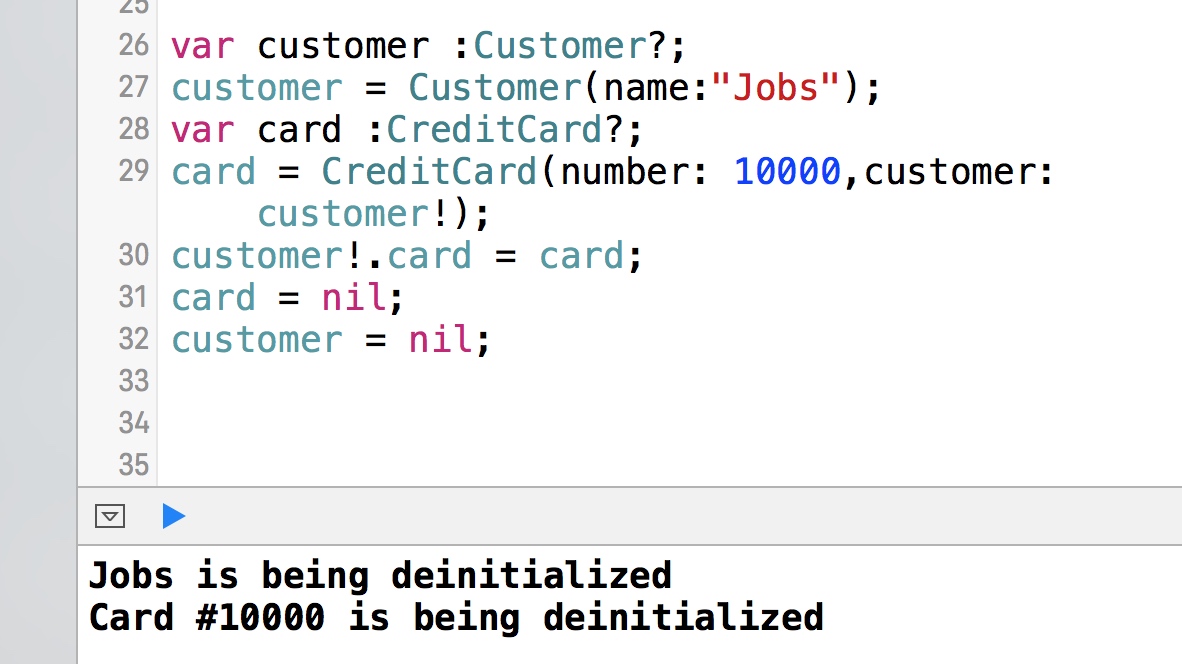 25
26 var customer :Customer?;
27 customer = Customer(name:"Jobs");
28 var card :CreditCard?;
29 card = CreditCard(number: 10000,customer:
customer!);
30 customer!.card = card;
31 card = nil;
32 customer = nil;
33
34
35
Jobs is being deinitialized
Card #10000 is being deinitialized